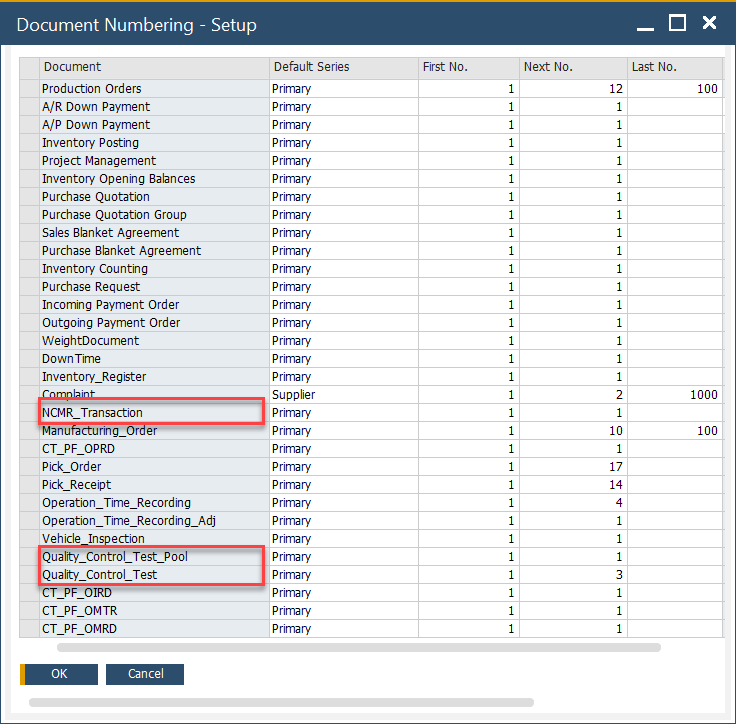 Document Numbering - Setup
Document Default Series First No. Next No. Last No.
Production Orders Primary 1 12 100
A/R Down Payment Primary 1 1
A/P Down Payment Primary 1 1
Inventory Posting Primary 1 1
Project Management Primary 1 1
Inventory Opening Balances Primary 1 1
Purchase Quotation Primary 1 1
Purchase Quotation Group Primary 1 1
Sales Blanket Agreement Primary 1 1
Purchase Blanket Agreement Primary 1 1
Inventory Counting Primary 1 1
Purchase Request Primary 1 1
Incoming Payment Order Primary 1 1
Outgoing Payment Order Primary 1 1
WeightDocument Primary 1 1
DownTime Primary 1 1
Inventory_Register Primary 1 1
Complaint Supplier 1 2 1000
NCMR_Transaction Primary 1 1
Manufacturing_Order Primary 1 10 100
CT_PF_OPRD Primary 1 1
Pick_Order Primary 1 17
Pick_Receipt Primary 1 14
Operation_Time_Recording Primary 1 4
Operation_Time_Recording_Adj Primary 1 1
Vehicle_Inspection Primary 1 1
Quality_Control_Test_Pool Primary 1 1
Quality_Control_Test Primary 1 3
CT_PF_OIRD Primary 1 1
CT_PF_OMTR Primary 1 1
CT_PF_OMRD Primary 1 1
OK Cancel